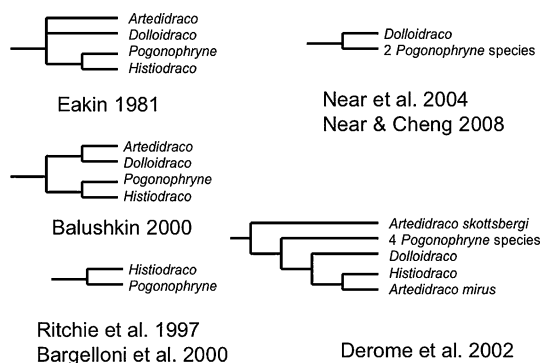 Artedidraco
Dolloidraco
Pogonophryne
Histiodraco
Eakin 1981
Dolloidraco
2 Pogonophryne species
Near et al. 2004
Near & Cheng 2008
Artedidraco
Dolloidraco
Pogonophryne
Histiodraco
Balushkin 2000
Histiodraco
Pogonophryne
Ritchie et al. 1997
Bargelloni et al. 2000
Artedidraco skottsbergi
4 Pogonophryne species
Dolloidraco
Histiodraco
Artedidraco mirus
Derome et al. 2002